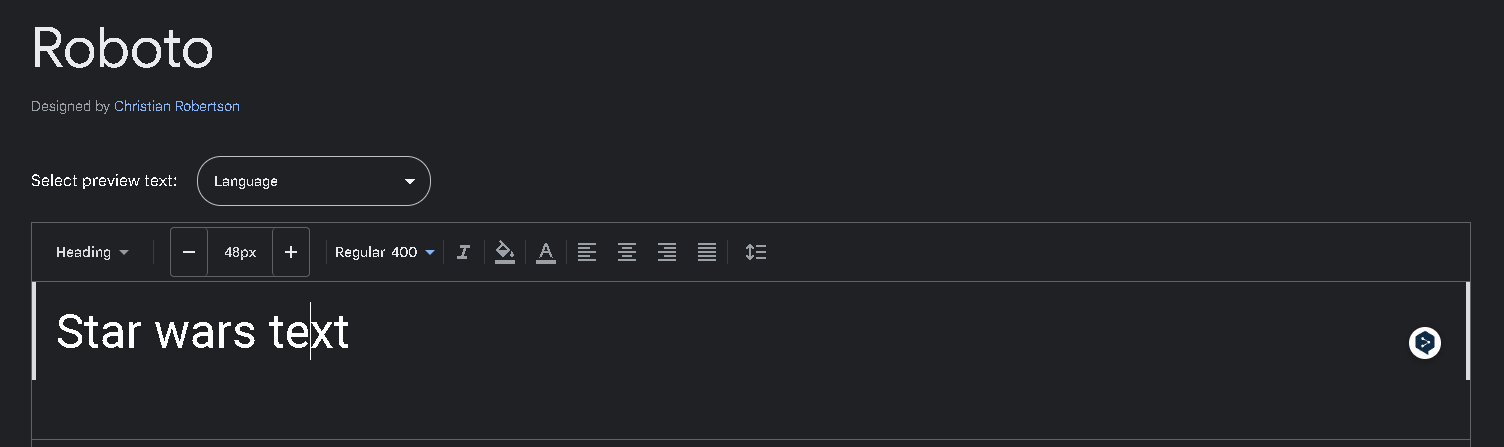 Roboto
Designed by Christian Robertson
Select preview text: Language
Heading − 48px + Regular 400
Star wars text